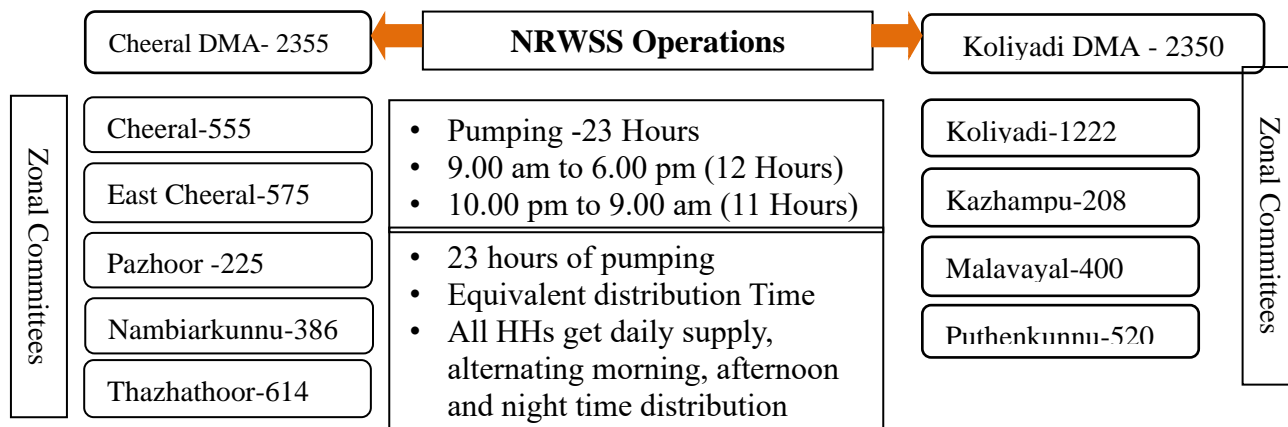 Cheeral DMA- 2355
NRWSS Operations
Koliyadi DMA - 2350
Zonal Committees
Cheeral-555
East Cheeral-575
Pazhoor -225
Nambiarkunnu-386
Thazhathoor-614
• Pumping -23 Hours
• 9.00 am to 6.00 pm (12 Hours)
• 10.00 pm to 9.00 am (11 Hours)
• 23 hours of pumping
• Equivalent distribution Time
• All HHs get daily supply,
alternating morning, afternoon
and night time distribution
Koliyadi-1222
Kazhampu-208
Malavayal-400
Puthenkunnu-520
Zonal Committees